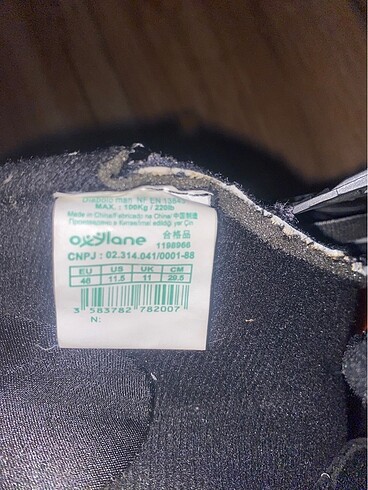 MAX. : 100Kg / 220lb
Made in China/Fabricado na China/中国制造
oxylane 合格品
1198966
CNPJ : 02.314.041/0001-88
EU US UK CM
46 11.5 11 29.5
3 583782 782007
N: